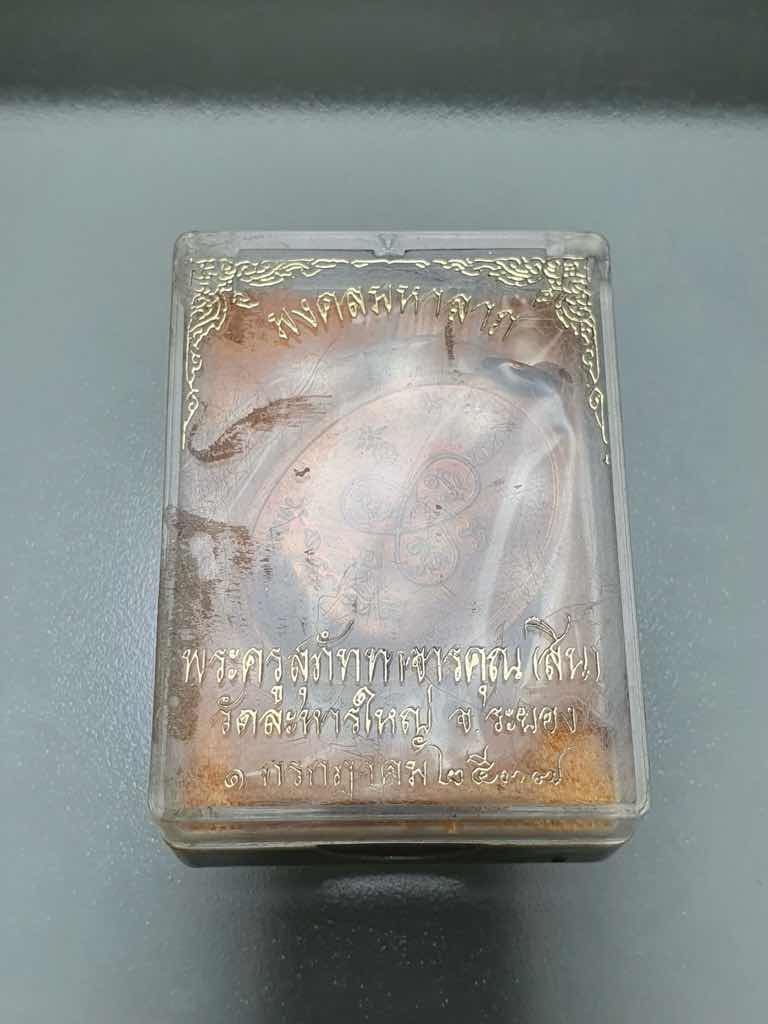 มงคลมหาลาภ
พระครูสุภัททาจารคุณ (สิน)
วัดละหารใหญ่ จ.ระยอง
๑ กรกฎาคม ๒๕๓๗